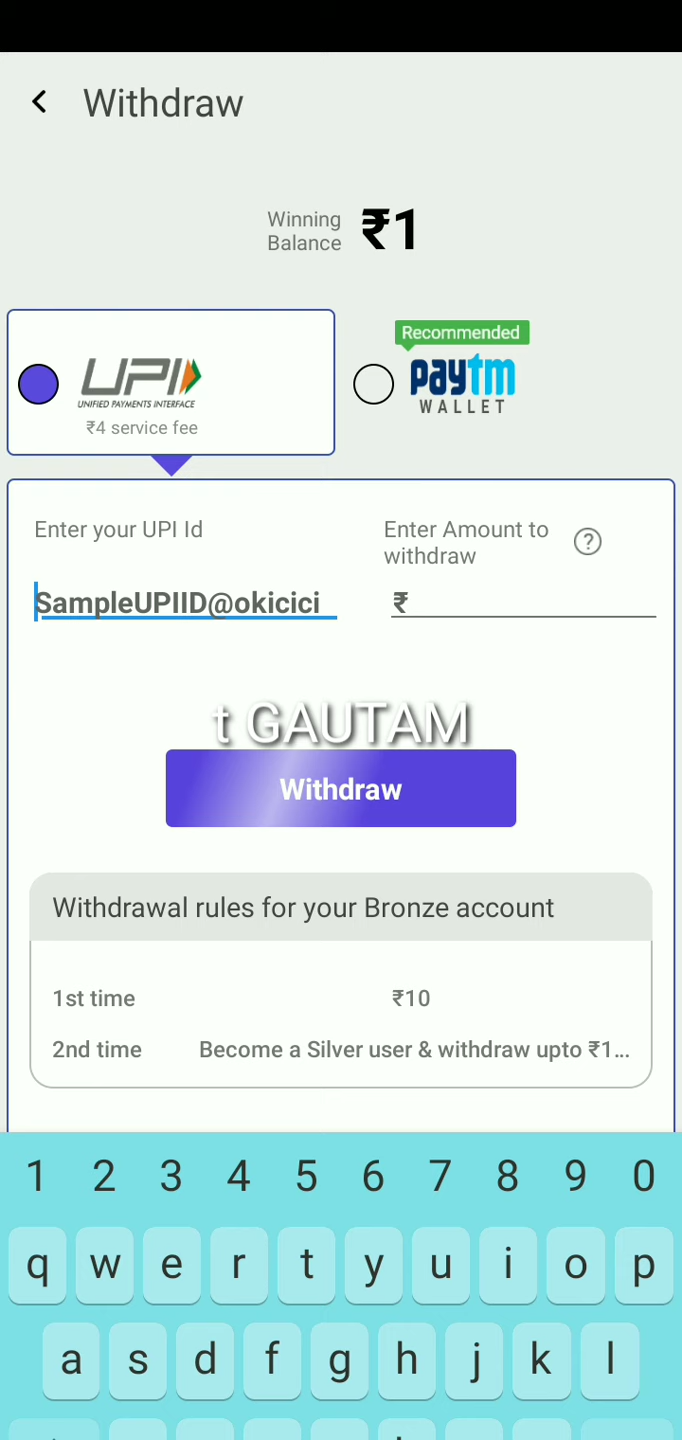 Withdraw
Winning
Balance
₹1
UPI
UNIFIED PAYMENTS INTERFACE
₹4 service fee
Recommended
paytm
WALLET
Enter your UPI Id
Enter Amount to
withdraw
?
SampleUPIID@okicici
₹
t GAUTAM
Withdraw
Withdrawal rules for your Bronze account
1st time ₹10
2nd time Become a Silver user & withdraw upto ₹1...
1 2 3 4 5 6 7 8 9 0
q w e r t y u i o p
a s d f g h j k l